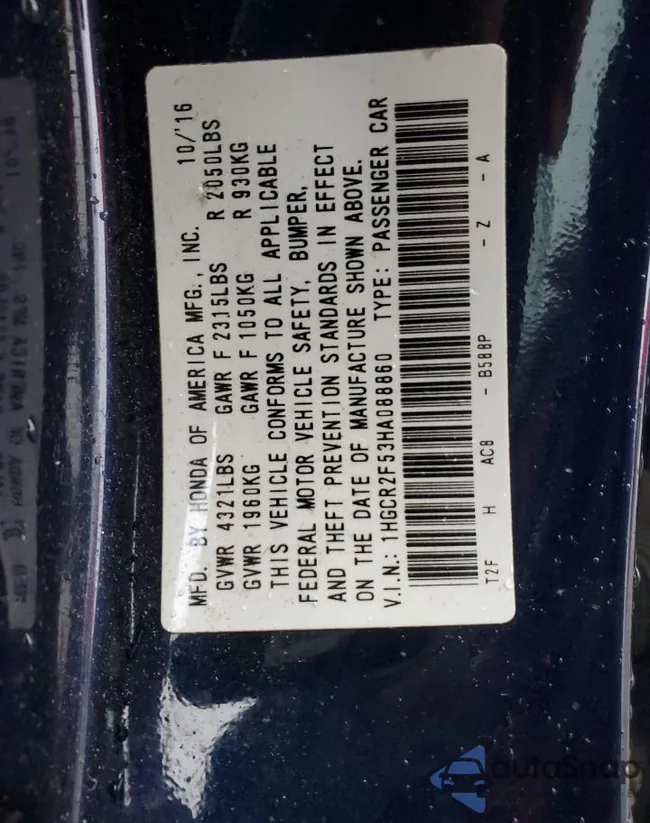 MFD. BY HONDA OF AMERICA MFG., INC. 10/'16
GVWR 4321LBS GAWR F 2315LBS R 2050LBS
GVWR 1960KG GAWR F 1050KG R 930KG
THIS VEHICLE CONFORMS TO ALL APPLICABLE
FEDERAL MOTOR VEHICLE SAFETY, BUMPER,
AND THEFT PREVENTION STANDARDS IN EFFECT
ON THE DATE OF MANUFACTURE SHOWN ABOVE.
V.I.N.: 1HGCR2F53HA088860 TYPE: PASSENGER CAR
T2F H AC8 - B588P - Z - A
autoSnap